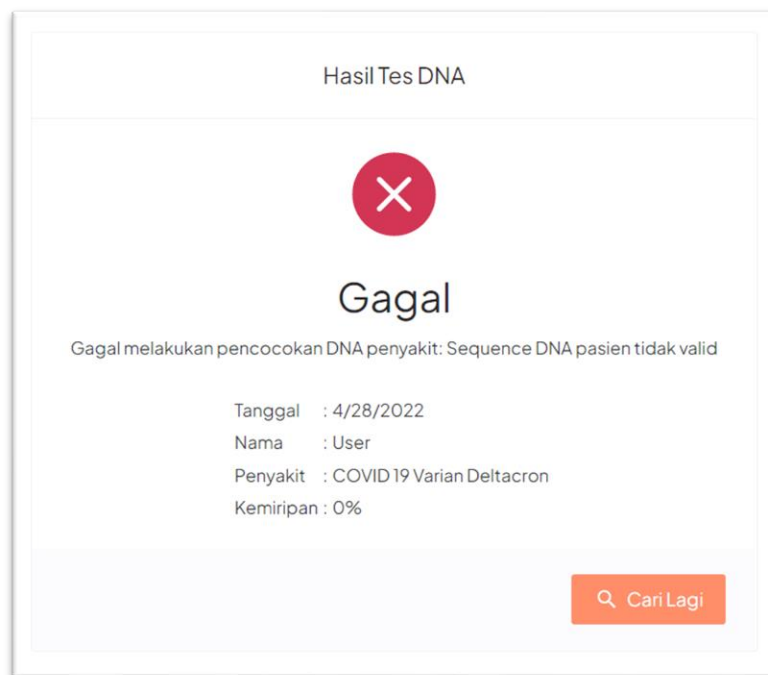 Hasil Tes DNA
Gagal
Gagal melakukan pencocokan DNA penyakit: Sequence DNA pasien tidak valid
Tanggal : 4/28/2022
Nama : User
Penyakit : COVID 19 Varian Deltacron
Kemiripan : 0%
Cari Lagi